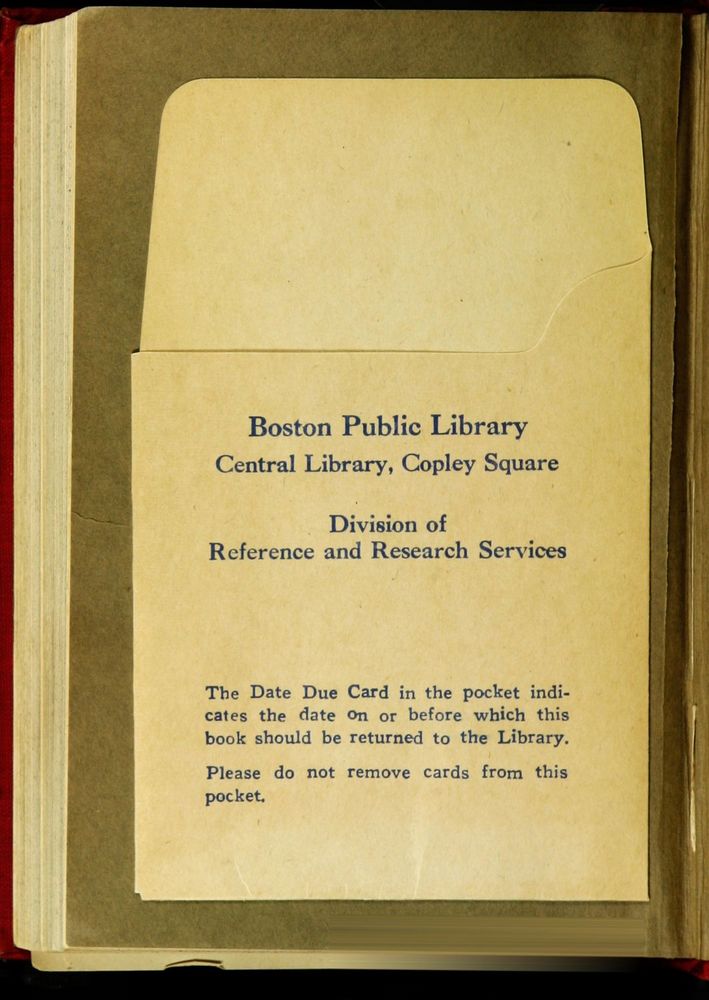 Boston Public Library
Central Library, Copley Square
Division of
Reference and Research Services
The Date Due Card in the pocket indi-
cates the date on or before which this
book should be returned to the Library.
Please do not remove cards from this
pocket.